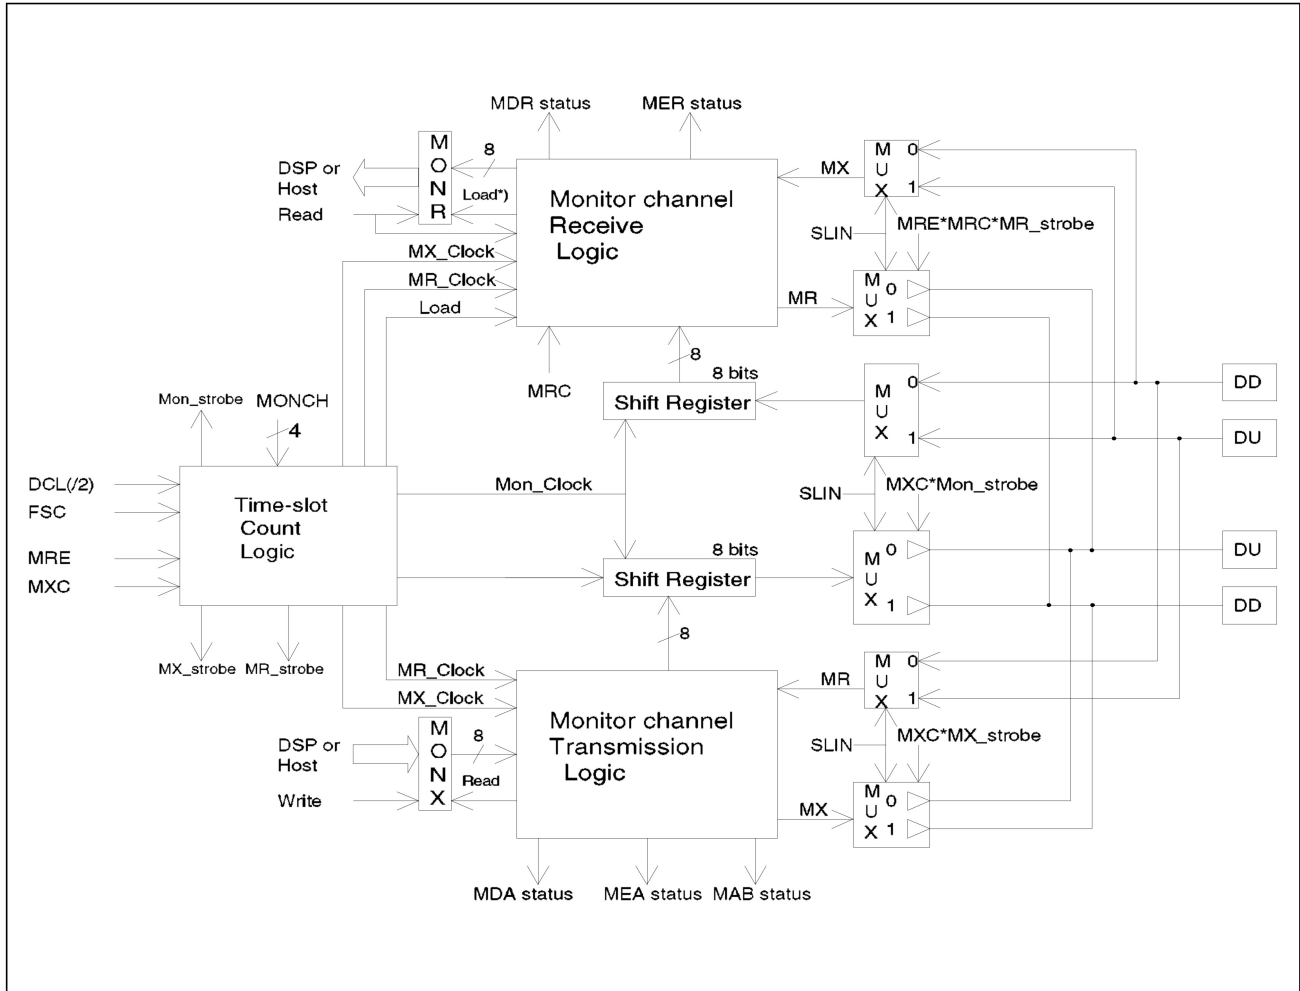 MDR status
MER status
M
O
N
R
8
DSP or
Host
Load*)
Read
Monitor channel
Receive
Logic
MX
M
U
X
0
1
MX_Clock
MR_Clock
Load
SLIN
MRE*MRC*MR_strobe
MR
M
U
X
0
1
MRC
8
8 bits
Shift Register
M
U
X
0
1
DD
DU
Mon_strobe
MONCH
4
DCL(/2)
FSC
MRE
MXC
Time-slot
Count
Logic
Mon_Clock
SLIN
MXC*Mon_strobe
8 bits
Shift Register
M
U
X
0
1
DU
DD
8
MX_strobe
MR_strobe
MR_Clock
MX_Clock
Monitor channel
Transmission
Logic
MR
M
U
X
0
1
M
O
N
X
8
DSP or
Host
Read
Write
SLIN
MXC*MX_strobe
MX
M
U
X
0
1
MDA status
MEA status
MAB status